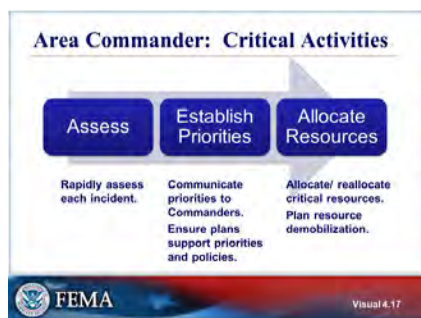 Area Commander: Critical Activities
Assess
Establish
Priorities
Allocate
Resources
Rapidly assess
each incident.
Communicate
priorities to
Commanders.
Ensure plans
support priorities
and policies.
Allocate/ reallocate
critical resources.
Plan resource
demobilization.
FEMA
Visual 4.17